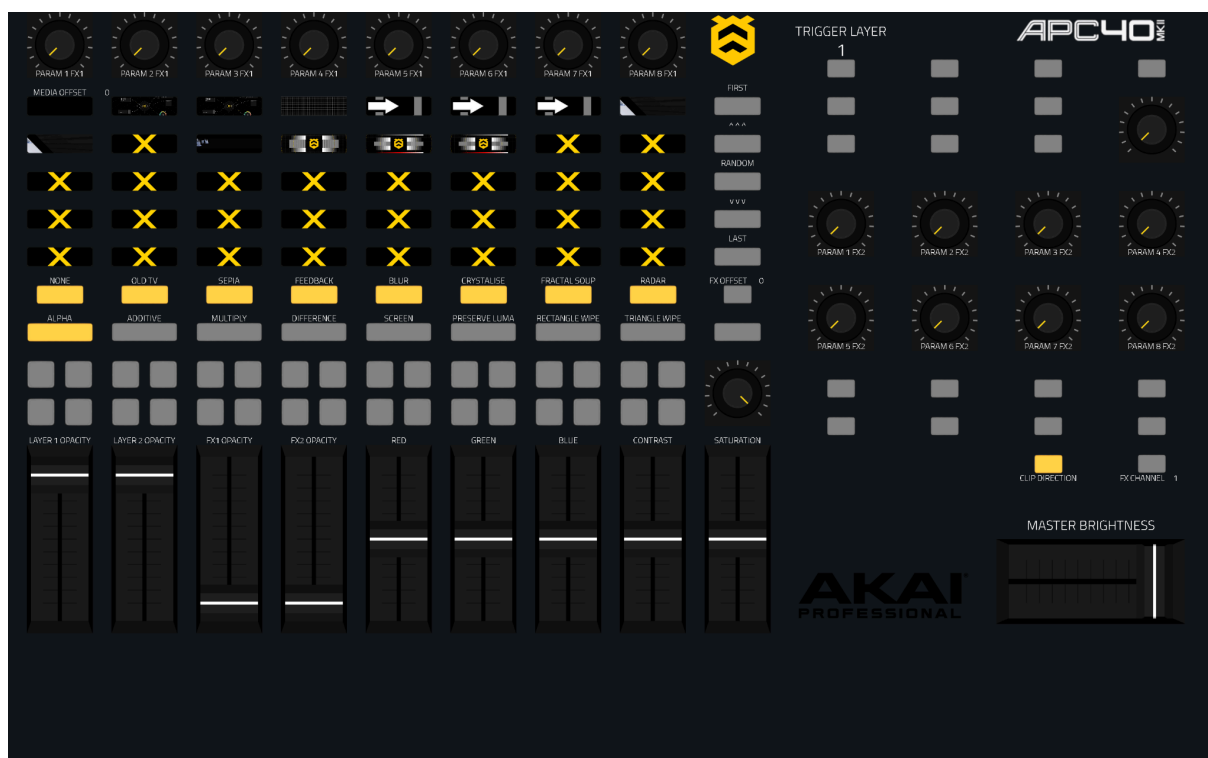 TRIGGER LAYER
1
APC40 MKII
PARAM 1 FX1 PARAM 2 FX1 PARAM 3 FX1 PARAM 4 FX1 PARAM 5 FX1 PARAM 6 FX1 PARAM 7 FX1 PARAM 8 FX1
MEDIA OFFSET 0
FIRST
^ ^ ^
RANDOM
v v v
LAST
NONE OLD TV SEPIA FEEDBACK BLUR CRYSTALISE FRACTAL SOUP RADAR FX OFFSET 0
ALPHA ADDITIVE MULTIPLY DIFFERENCE SCREEN PRESERVE LUMA RECTANGLE WIPE TRIANGLE WIPE
LAYER 1 OPACITY LAYER 2 OPACITY FX1 OPACITY FX2 OPACITY RED GREEN BLUE CONTRAST SATURATION
PARAM 1 FX2 PARAM 2 FX2 PARAM 3 FX2 PARAM 4 FX2
PARAM 5 FX2 PARAM 6 FX2 PARAM 7 FX2 PARAM 8 FX2
CLIP DIRECTION FX CHANNEL 1
MASTER BRIGHTNESS
AKAI
PROFESSIONAL